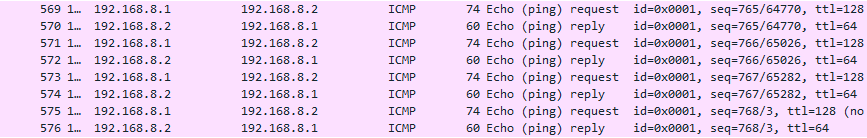 569 1… 192.168.8.1 192.168.8.2 ICMP 74 Echo (ping) request id=0x0001, seq=765/64770, ttl=128
570 1… 192.168.8.2 192.168.8.1 ICMP 60 Echo (ping) reply id=0x0001, seq=765/64770, ttl=64
571 1… 192.168.8.1 192.168.8.2 ICMP 74 Echo (ping) request id=0x0001, seq=766/65026, ttl=128
572 1… 192.168.8.2 192.168.8.1 ICMP 60 Echo (ping) reply id=0x0001, seq=766/65026, ttl=64
573 1… 192.168.8.1 192.168.8.2 ICMP 74 Echo (ping) request id=0x0001, seq=767/65282, ttl=128
574 1… 192.168.8.2 192.168.8.1 ICMP 60 Echo (ping) reply id=0x0001, seq=767/65282, ttl=64
575 1… 192.168.8.1 192.168.8.2 ICMP 74 Echo (ping) request id=0x0001, seq=768/3, ttl=128 (no
576 1… 192.168.8.2 192.168.8.1 ICMP 60 Echo (ping) reply id=0x0001, seq=768/3, ttl=64